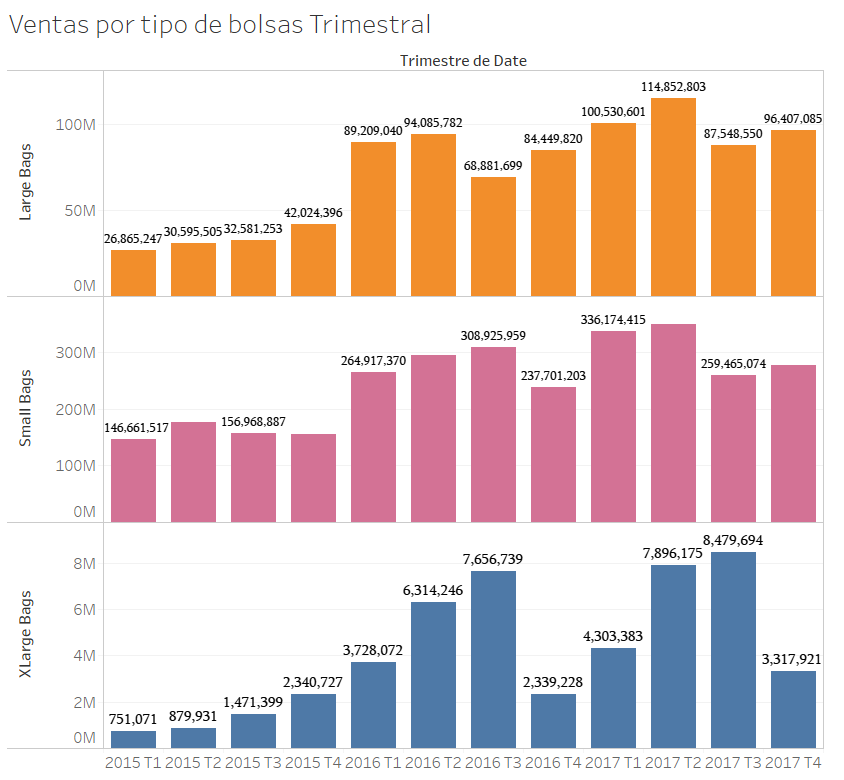 Ventas por tipo de bolsas Trimestral
Trimestre de Date
Large Bags
100M
50M
0M
26,865,247
30,595,505
32,581,253
42,024,396
89,209,040
94,085,782
68,881,699
84,449,820
100,530,601
114,852,803
87,548,550
96,407,085
Small Bags
300M
200M
100M
0M
146,661,517
156,968,887
264,917,370
308,925,959
237,701,203
336,174,415
259,465,074
XLarge Bags
8M
6M
4M
2M
0M
751,071
879,931
1,471,399
2,340,727
3,728,072
6,314,246
7,656,739
2,339,228
4,303,383
7,896,175
8,479,694
3,317,921
2015 T1 2015 T2 2015 T3 2015 T4 2016 T1 2016 T2 2016 T3 2016 T4 2017 T1 2017 T2 2017 T3 2017 T4